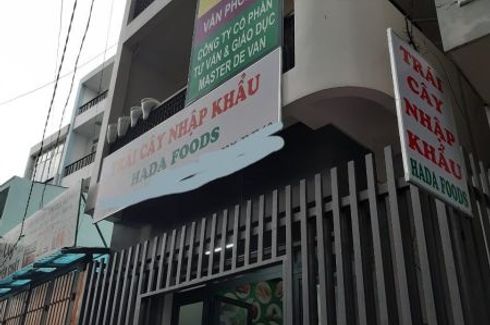 VĂN PHÒNG
CÔNG TY CỔ PHẦN
TƯ VẤN & GIÁO DỤC
MASTER DE VAN
TRÁI CÂY NHẬP KHẨU
HADA FOODS
TRÁI
CÂY
NHẬP
KHẨU
HADA FOODS